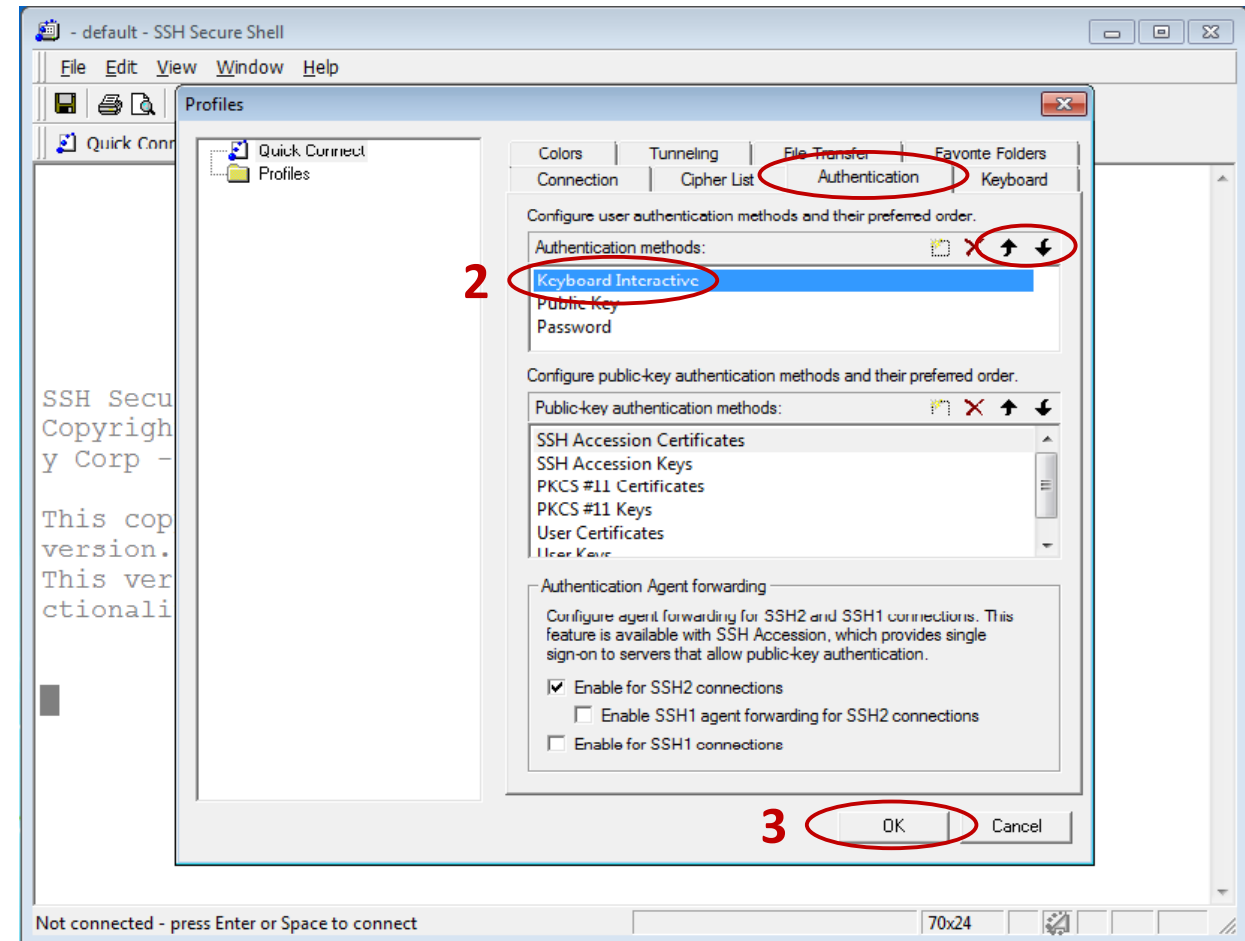 - default - SSH Secure Shell
File Edit View Window Help
Profiles
Quick Conn
Quick Connect
Profiles
Colors Tunneling File Transfer Favorite Folders
Connection Cipher List Authentication Keyboard
Configure user authentication methods and their preferred order.
Authentication methods:
2
Keyboard Interactive
Public Key
Password
Configure public-key authentication methods and their preferred order.
Public-key authentication methods:
SSH Accession Certificates
SSH Accession Keys
PKCS #11 Certificates
PKCS #11 Keys
User Certificates
User Keys
Authentication Agent forwarding
Configure agent forwarding for SSH2 and SSH1 connections. This
feature is available with SSH Accession, which provides single
sign-on to servers that allow public-key authentication.
Enable for SSH2 connections
Enable SSH1 agent forwarding for SSH2 connections
Enable for SSH1 connections
3
OK Cancel
SSH Secu
Copyrigh
y Corp -
This cop
version.
This ver
ctionali
Not connected - press Enter or Space to connect
70x24